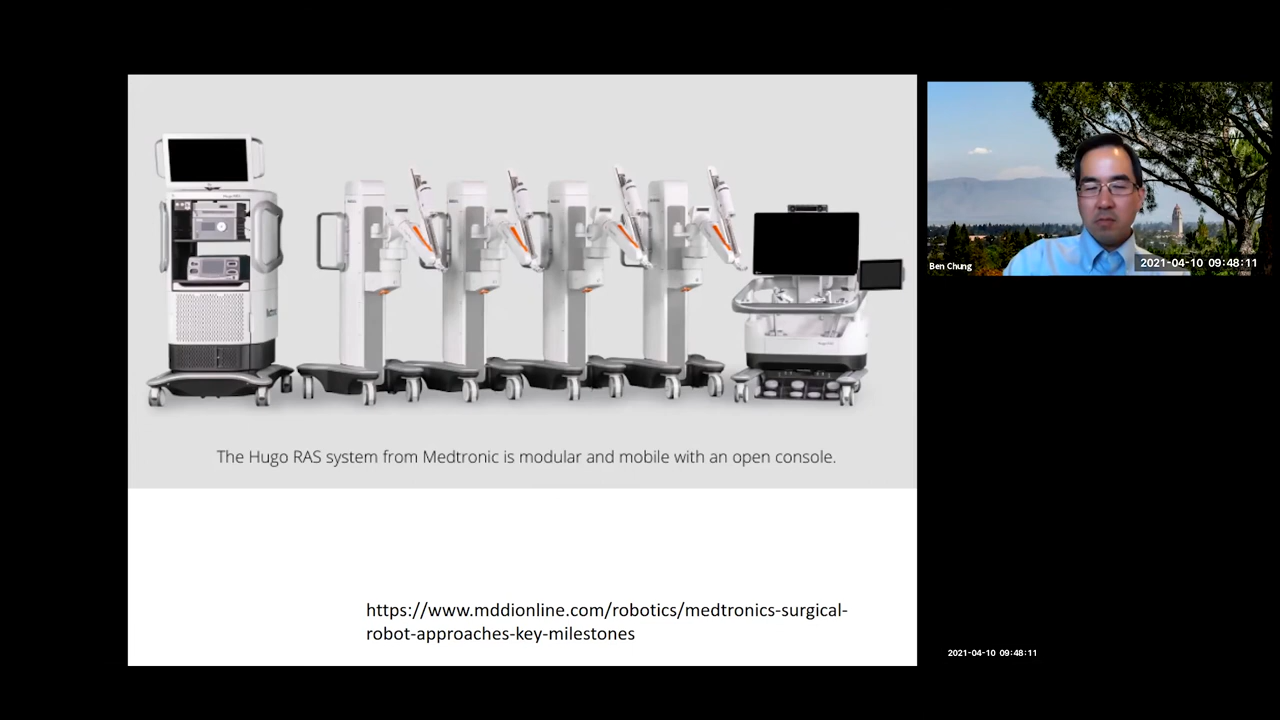 The Hugo RAS system from Medtronic is modular and mobile with an open console.
https://www.mddionline.com/robotics/medtronics-surgical-
robot-approaches-key-milestones
Ben Chung
2021-04-10 09:48:11
2021-04-10 09:48:11